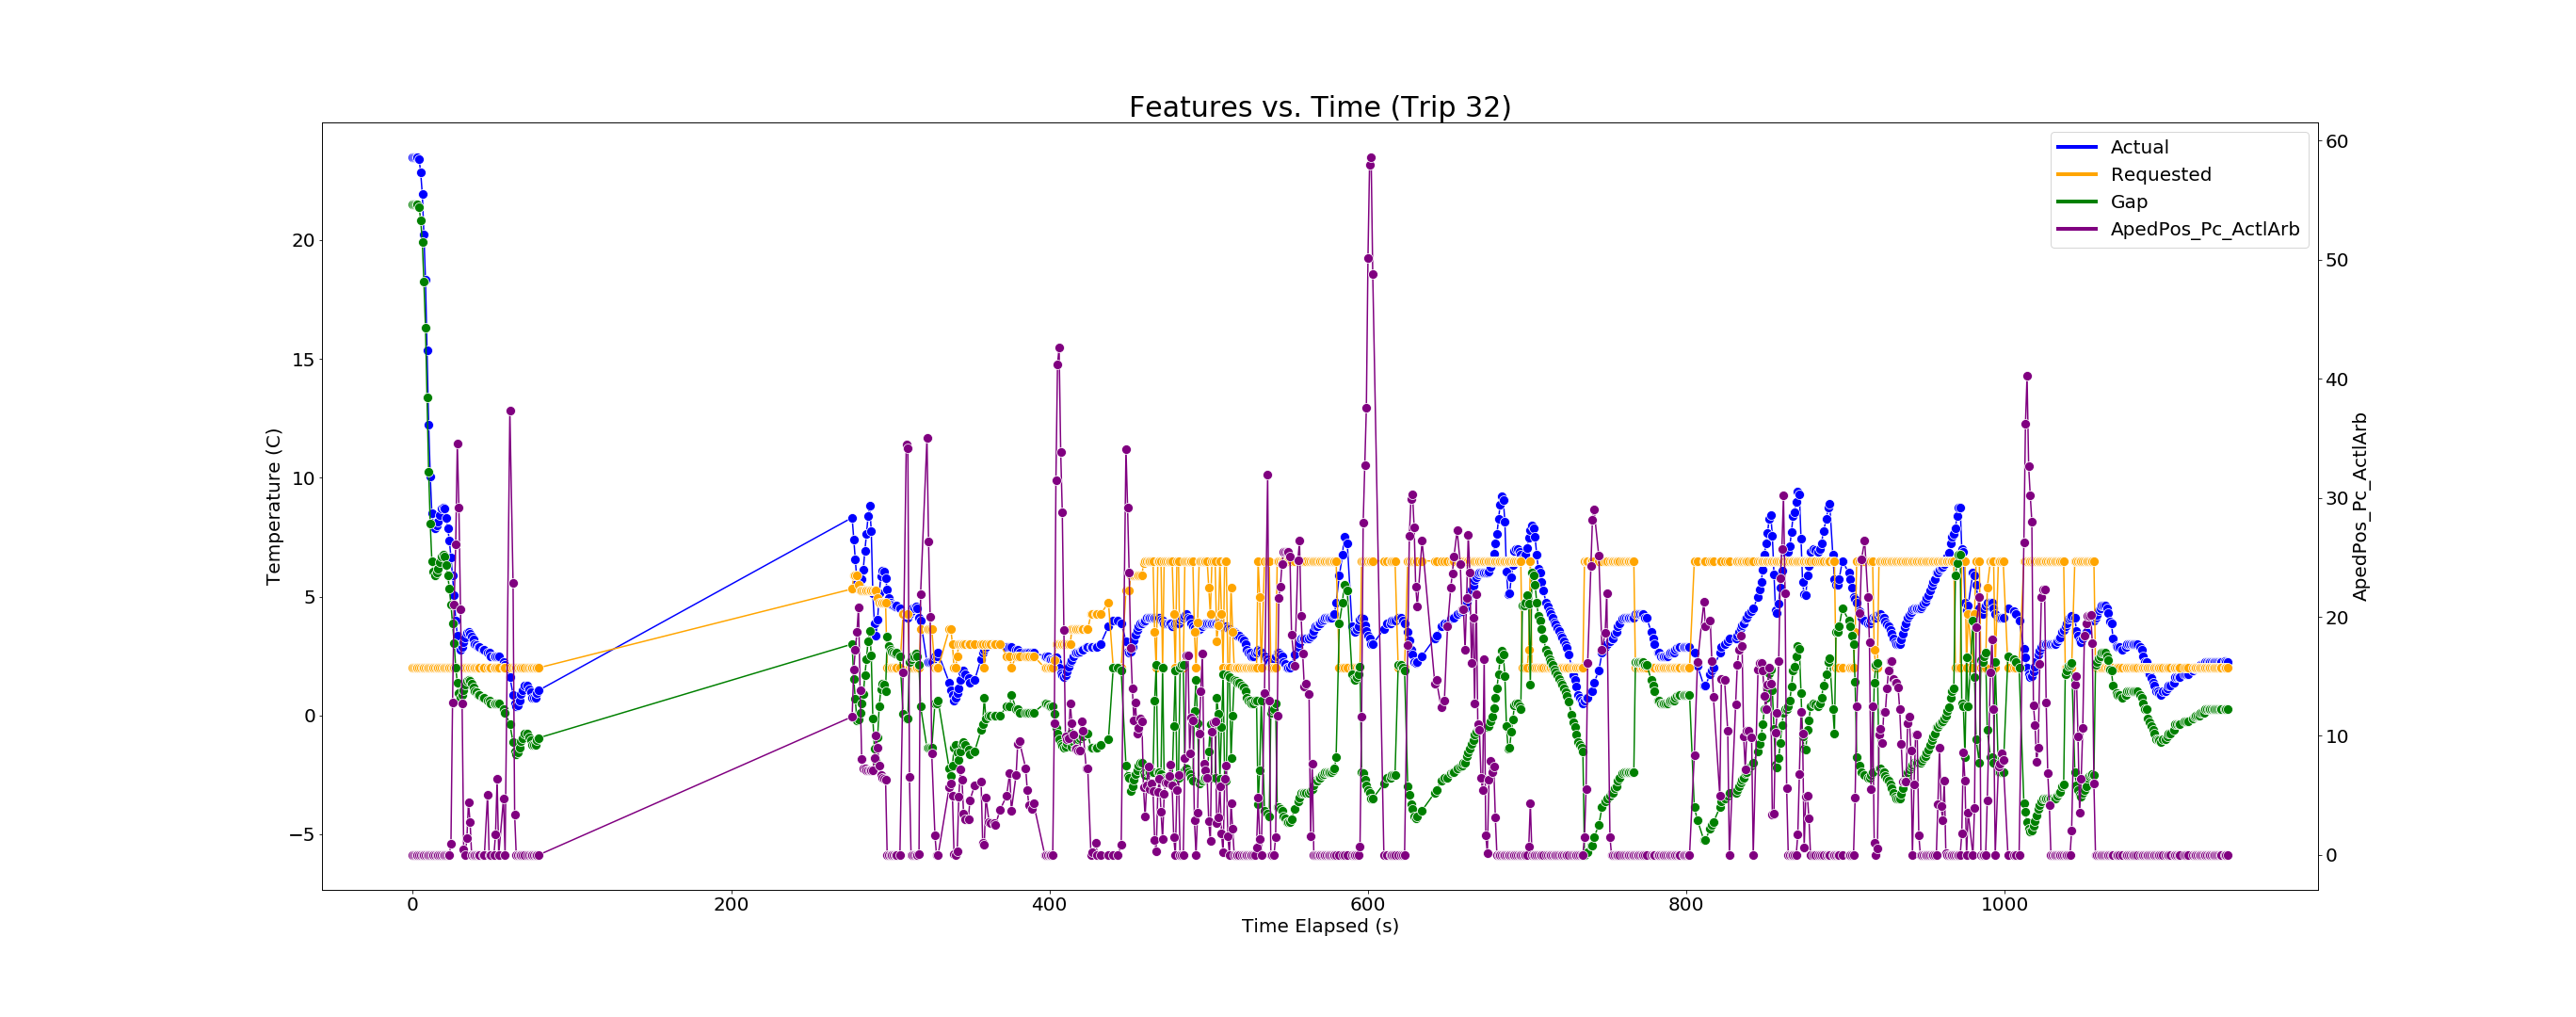 Features vs. Time (Trip 32)
Actual
Requested
Gap
ApedPos_Pc_ActlArb
Temperature (C)
20
15
10
5
0
−5
60
50
40
30
20
10
0
ApedPos_Pc_ActlArb
0 200 400 600 800 1000
Time Elapsed (s)